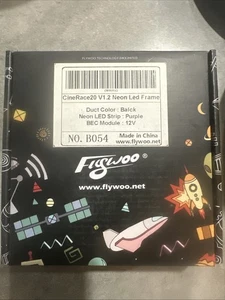 CineRace20 V1.2 Neon Led Frame
Duct Color : Balck
Neon LED Strip : Purple
BEC Module : 12V
NO. B054
Made in China
www.flywoo.net
Flywoo
www.flywoo.net